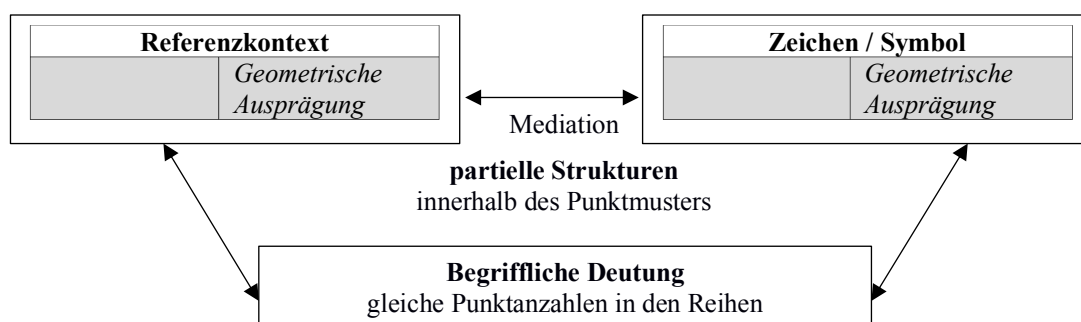 Referenzkontext
Geometrische
Ausprägung
Zeichen / Symbol
Geometrische
Ausprägung
Mediation
partielle Strukturen
innerhalb des Punktmusters
Begriffliche Deutung
gleiche Punktanzahlen in den Reihen